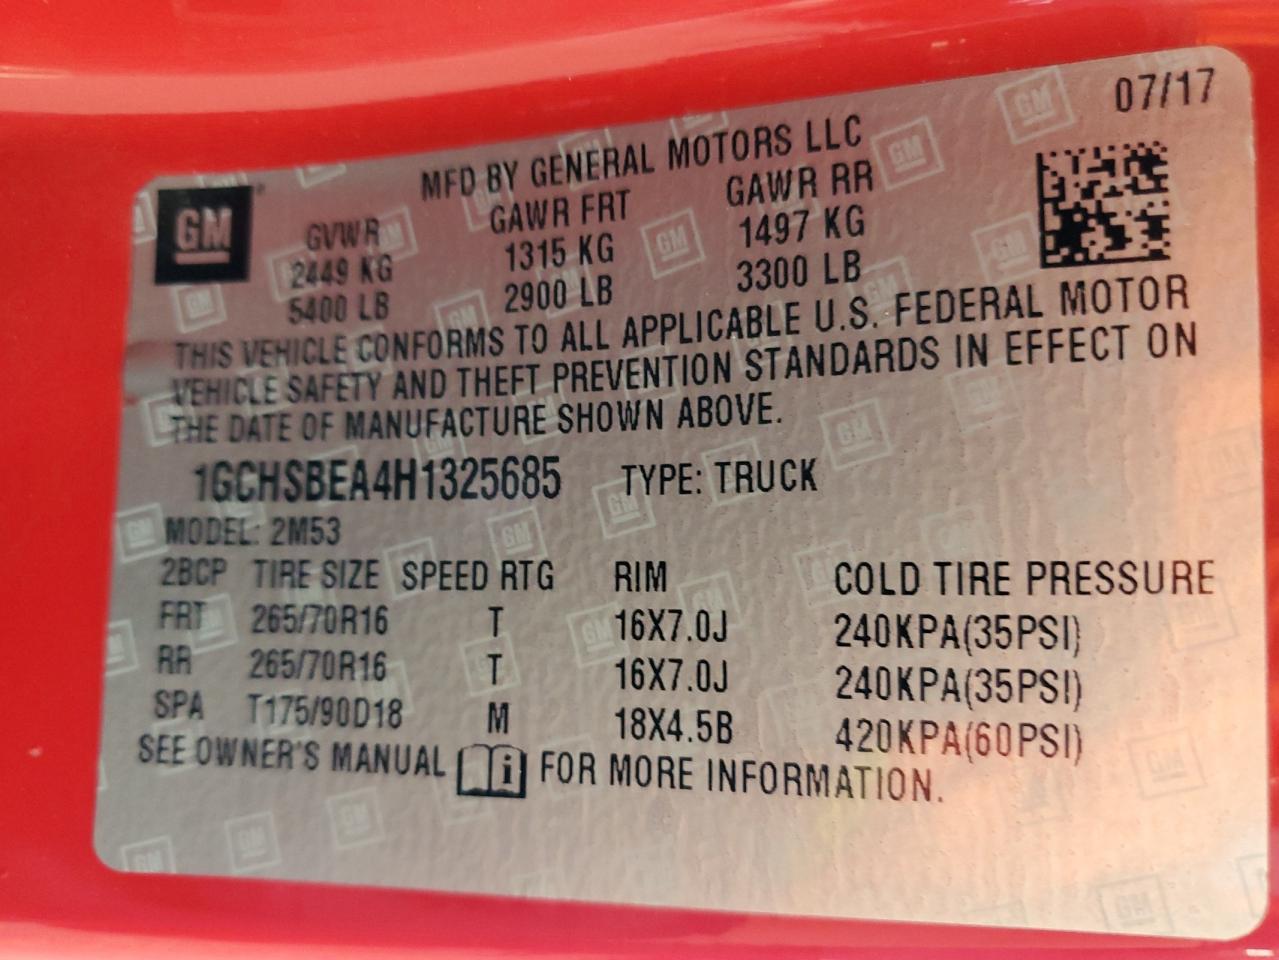 07/17
MFD BY GENERAL MOTORS LLC
GM
GVWR GAWR FRT GAWR RR
2449 KG 1315 KG 1497 KG
5400 LB 2900 LB 3300 LB
THIS VEHICLE CONFORMS TO ALL APPLICABLE U.S. FEDERAL MOTOR
VEHICLE SAFETY AND THEFT PREVENTION STANDARDS IN EFFECT ON
THE DATE OF MANUFACTURE SHOWN ABOVE.
1GCHSBEA4H1325685 TYPE: TRUCK
MODEL: 2M53
2BCP TIRE SIZE SPEED RTG RIM COLD TIRE PRESSURE
FRT 265/70R16 T 16X7.0J 240KPA(35PSI)
RR 265/70R16 T 16X7.0J 240KPA(35PSI)
SPA T175/90D18 M 18X4.5B 420KPA(60PSI)
SEE OWNER'S MANUAL i FOR MORE INFORMATION.